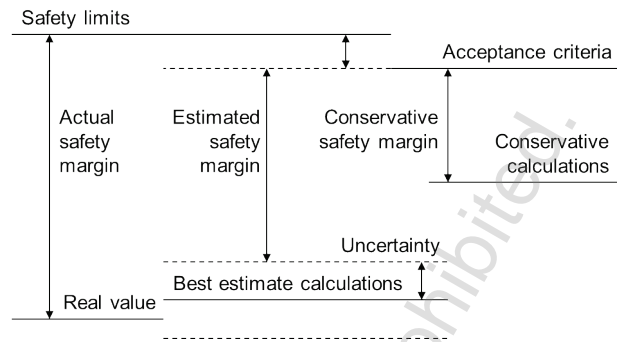 Safety limits
Acceptance criteria
Actual
safety
margin
Estimated
safety
margin
Conservative
safety margin
Conservative
calculations
Uncertainty
Best estimate calculations
Real value